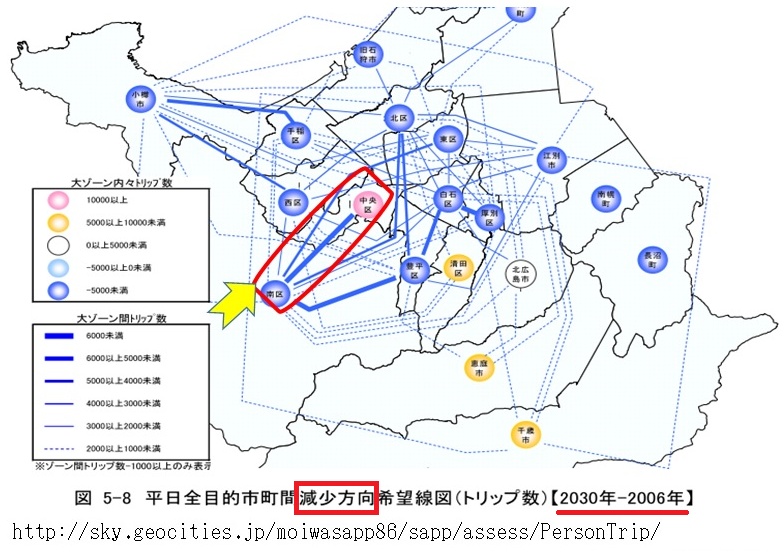 町
旧石
狩市
小樽
市
手稲
区
北区
東区
江別
市
西区
中央
区
白石
区
厚別
区
南幌
町
長沼
町
豊平
区
清田
区
北広
島市
南区
恵庭
市
千歳
市
大ゾーン内々トリップ数
10000以上
5000以上10000未満
0以上5000未満
-5000以上0未満
-5000未満
大ゾーン間トリップ数
6000未満
6000以上5000未満
5000以上4000未満
4000以上3000未満
3000以上2000未満
2000以上1000未満
※ゾーン間トリップ数-1000以上のみ表示
図 5-8 平日全目的市町間減少方向希望線図(トリップ数)【2030年-2006年】
http://sky.geocities.jp/moiwasapp86/sapp/assess/PersonTrip/